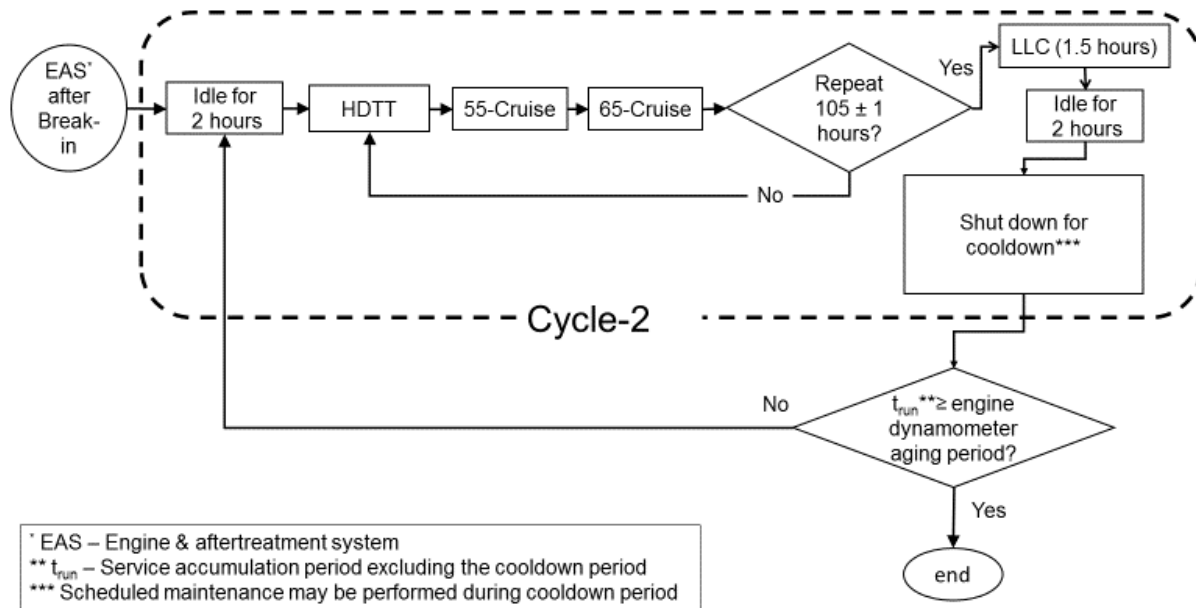 EAS*
after
Break-
in
Idle for
2 hours
HDTT
55-Cruise
65-Cruise
Repeat
105 ± 1
hours?
Yes
No
LLC (1.5 hours)
Idle for
2 hours
Shut down for
cooldown***
Cycle-2
t_run**≥ engine
dynamometer
aging period?
No
Yes
end
* EAS – Engine & aftertreatment system
** t_run – Service accumulation period excluding the cooldown period
*** Scheduled maintenance may be performed during cooldown period